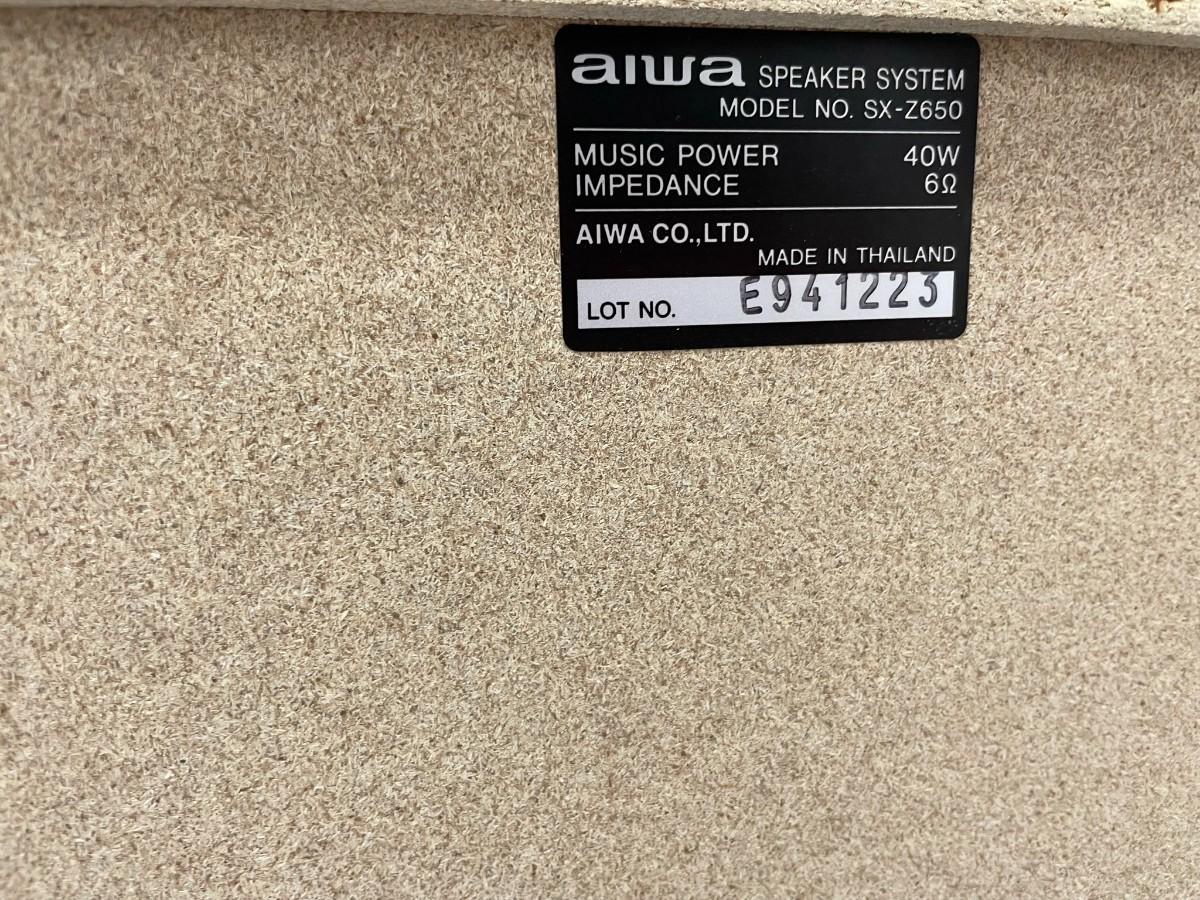 aiwa SPEAKER SYSTEM
MODEL NO. SX-Z650
MUSIC POWER 40W
IMPEDANCE 6Ω
AIWA CO.,LTD.
MADE IN THAILAND
LOT NO. E941223